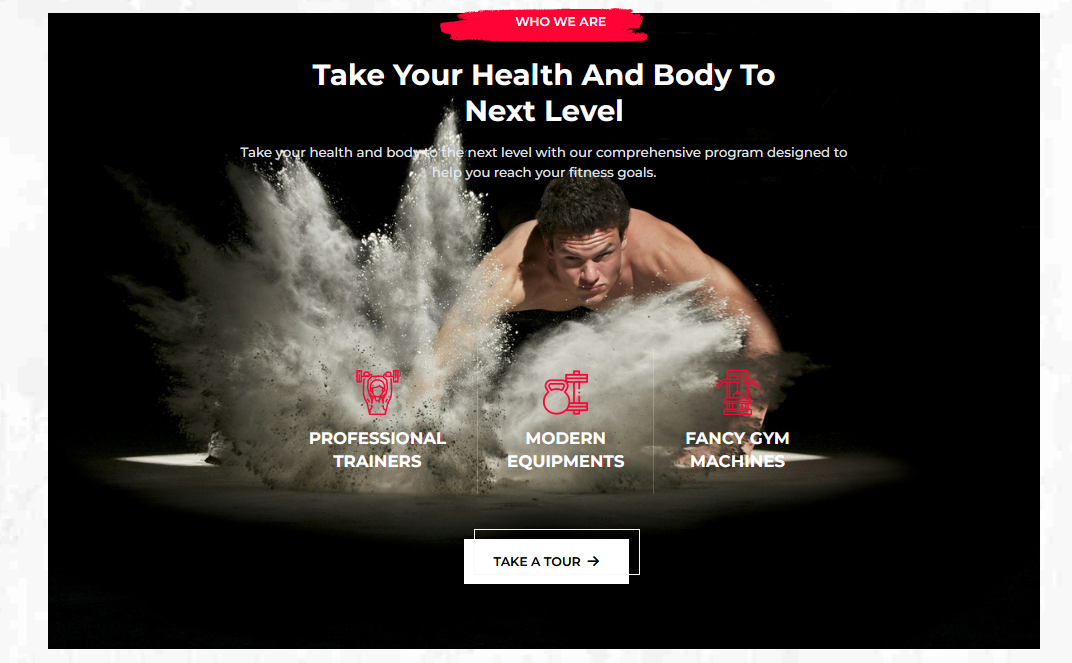 WHO WE ARE
Take Your Health And Body To
Next Level
Take your health and body to the next level with our comprehensive program designed to
help you reach your fitness goals.
PROFESSIONAL
TRAINERS
MODERN
EQUIPMENTS
FANCY GYM
MACHINES
TAKE A TOUR →